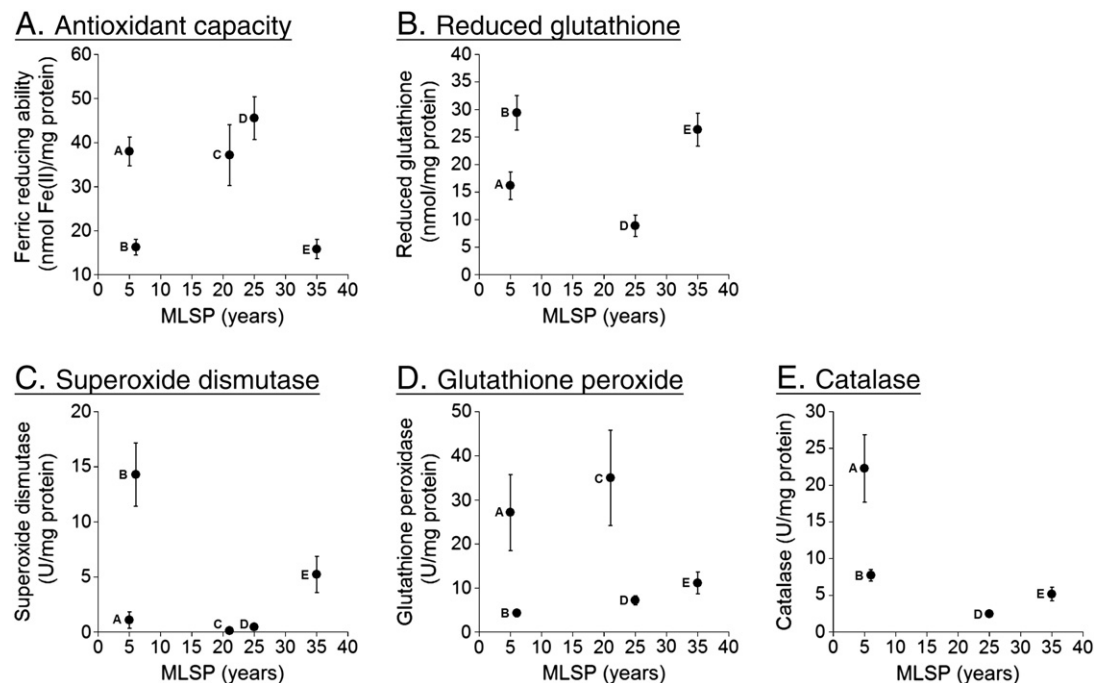 A. Antioxidant capacity
Ferric reducing ability
(nmol Fe(II)/mg protein)
60
50
40
30
20
10
A
B
C
D
E
0 5 10 15 20 25 30 35 40
MLSP (years)
B. Reduced glutathione
Reduced glutathione
(nmol/mg protein)
40
35
30
25
20
15
10
5
0
B
A
D
E
0 5 10 15 20 25 30 35 40
MLSP (years)
C. Superoxide dismutase
Superoxide dismutase
(U/mg protein)
20
15
10
5
0
B
A
C
D
E
0 5 10 15 20 25 30 35 40
MLSP (years)
D. Glutathione peroxide
Glutathione peroxidase
(U/mg protein)
50
40
30
20
10
0
A
B
C
D
E
0 5 10 15 20 25 30 35 40
MLSP (years)
E. Catalase
Catalase (U/mg protein)
30
25
20
15
10
5
0
A
B
D
E
0 5 10 15 20 25 30 35 40
MLSP (years)